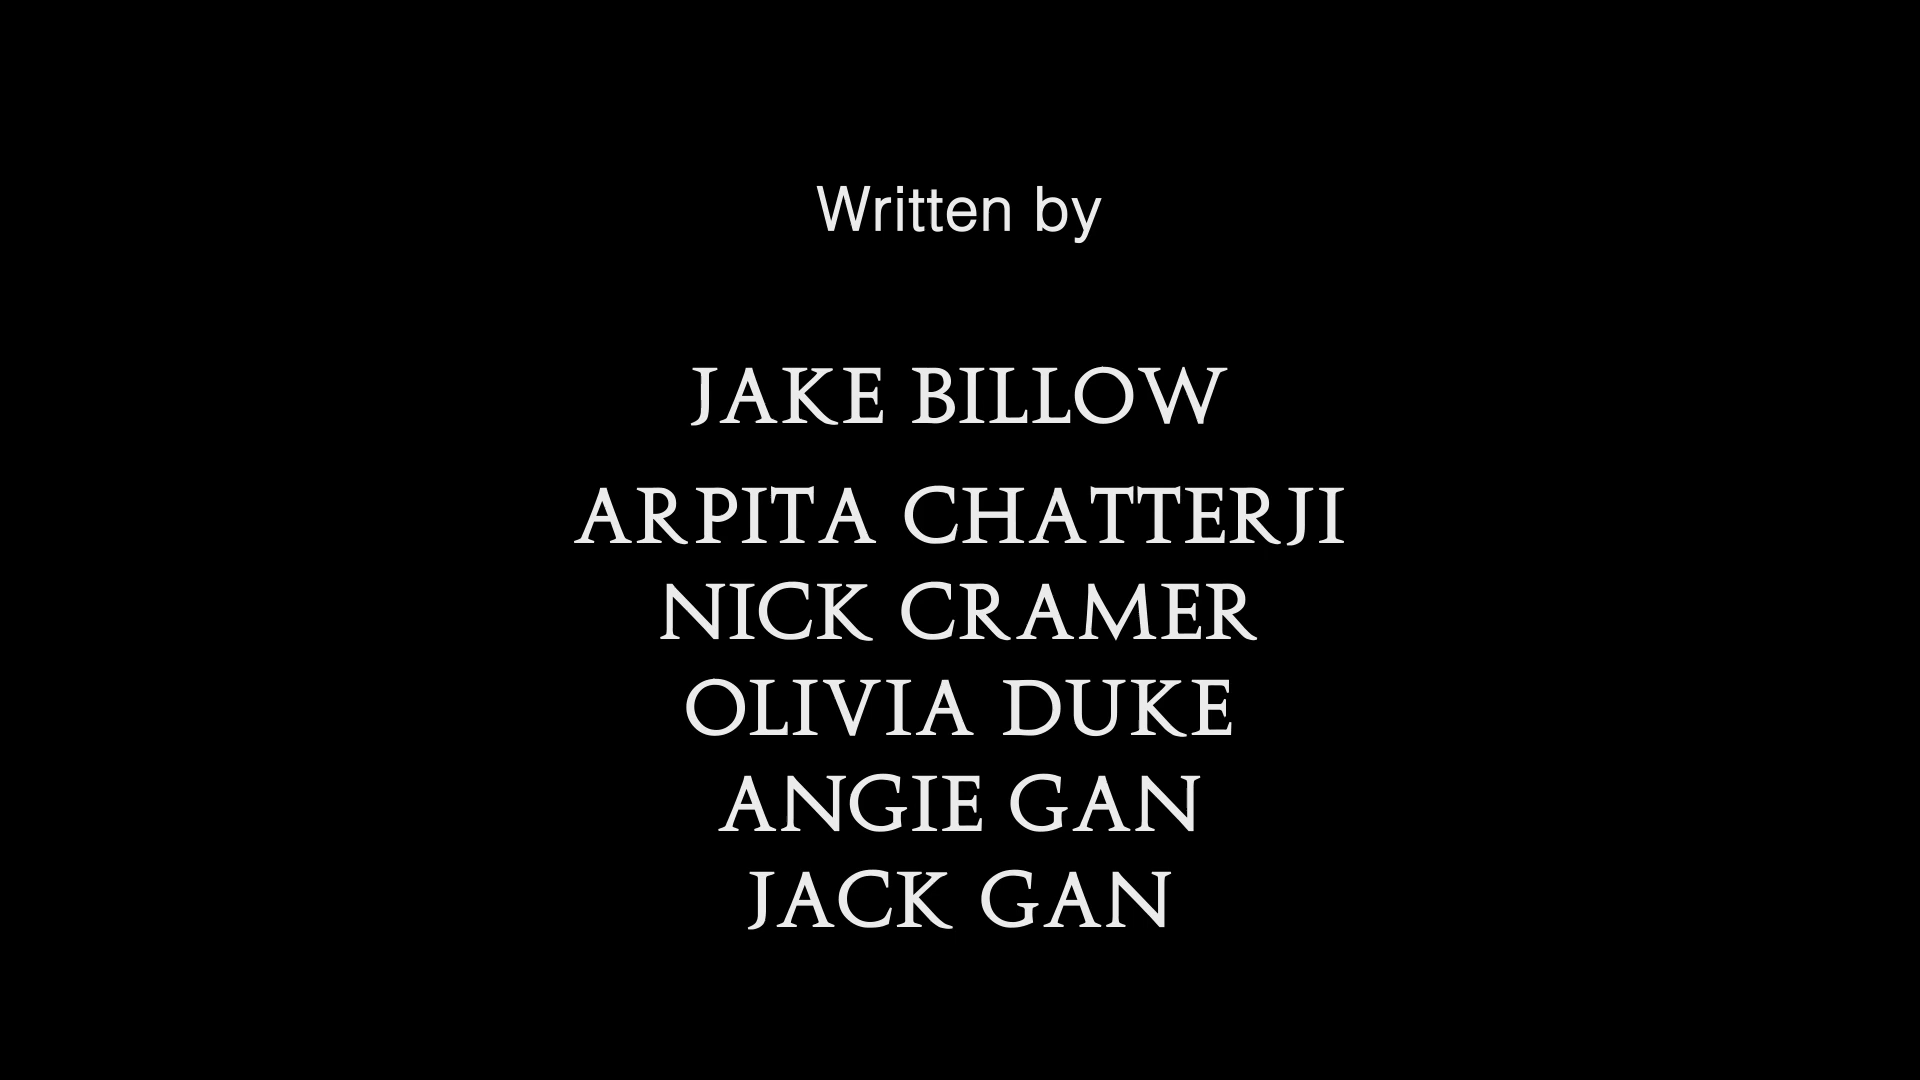 Written by
JAKE BILLOW
ARPITA CHATTERJI
NICK CRAMER
OLIVIA DUKE
ANGIE GAN
JACK GAN